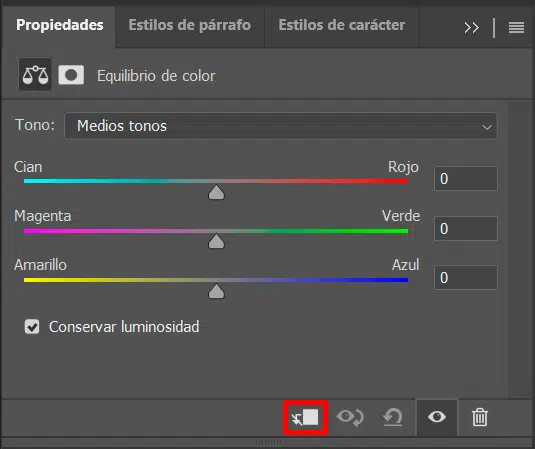 Propiedades Estilos de párrafo Estilos de carácter
Equilibrio de color
Tono: Medios tonos
Cian Rojo 0
Magenta Verde 0
Amarillo Azul 0
Conservar luminosidad